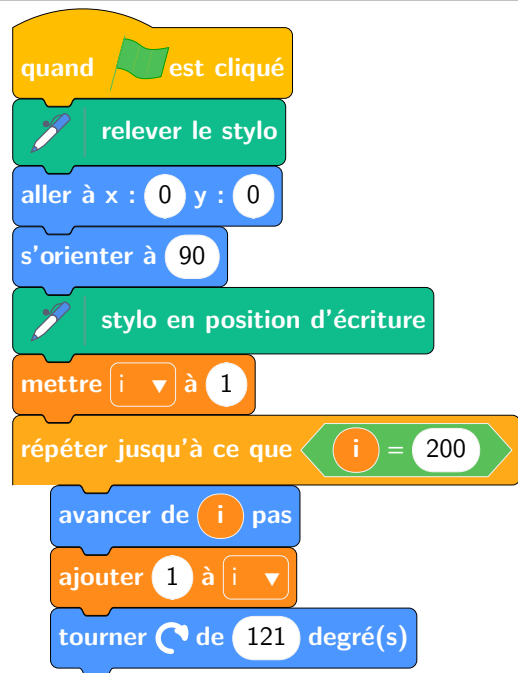 quand est cliqué
relever le stylo
aller à x : 0 y : 0
s'orienter à 90
stylo en position d'écriture
mettre i à 1
répéter jusqu'à ce que i = 200
avancer de i pas
ajouter 1 à i
tourner de 121 degré(s)